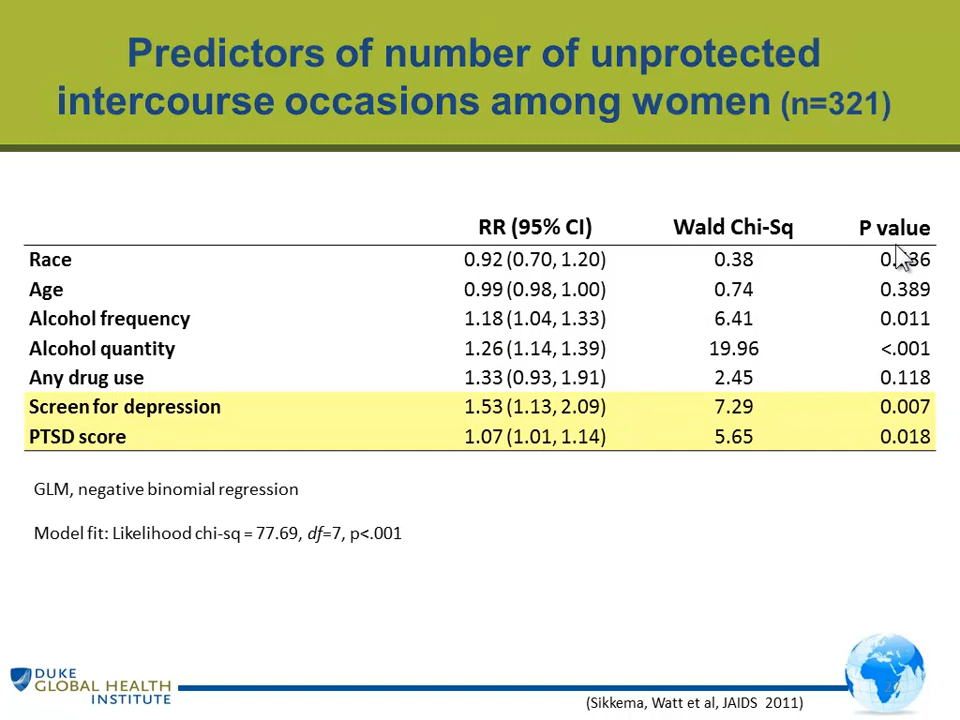 Predictors of number of unprotected
intercourse occasions among women (n=321)
RR (95% CI) Wald Chi-Sq P value
Race 0.92 (0.70, 1.20) 0.38
Age 0.99 (0.98, 1.00) 0.74 0.389
Alcohol frequency 1.18 (1.04, 1.33) 6.41 0.011
Alcohol quantity 1.26 (1.14, 1.39) 19.96 <.001
Any drug use 1.33 (0.93, 1.91) 2.45 0.118
Screen for depression 1.53 (1.13, 2.09) 7.29 0.007
PTSD score 1.07 (1.01, 1.14) 5.65 0.018
GLM, negative binomial regression
Model fit: Likelihood chi-sq = 77.69, df=7, p<.001
DUKE
GLOBAL HEALTH
INSTITUTE
(Sikkema, Watt et al, JAIDS 2011)